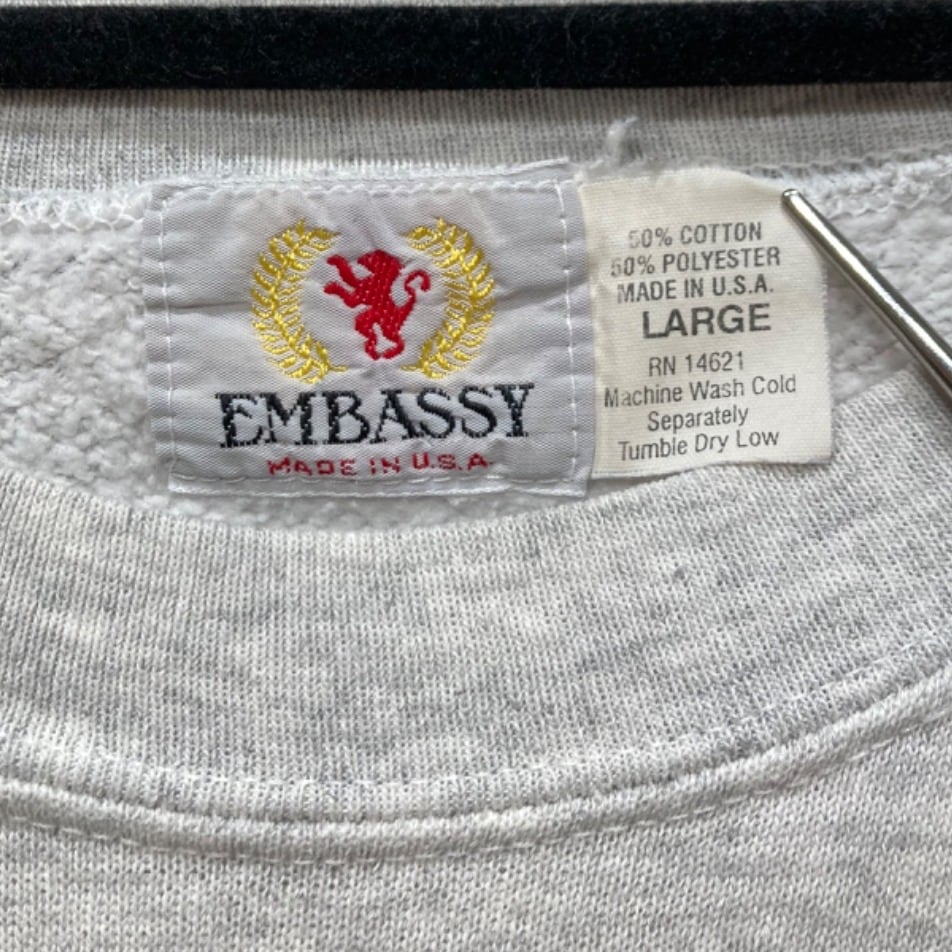 EMBASSY
MADE IN U.S.A.
50% COTTON
50% POLYESTER
MADE IN U.S.A.
LARGE
RN 14621
Machine Wash Cold
Separately
Tumble Dry Low